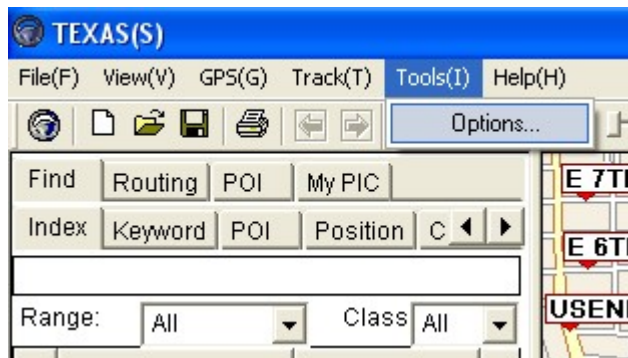 TEXAS(S)
File(F) View(V) GPS(G) Track(T) Tools(I) Help(H)
Options...
Find Routing POI My PIC
Index Keyword POI Position C
Range: All Class All
E 7T
E 6T
USEN